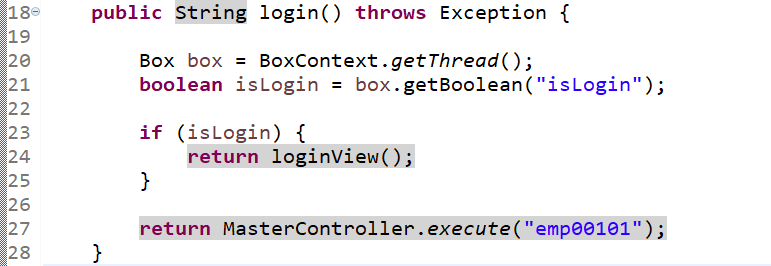 18 public String login() throws Exception {
19
20 Box box = BoxContext.getThread();
21 boolean isLogin = box.getBoolean("isLogin");
22
23 if (isLogin) {
24 return loginView();
25 }
26
27 return MasterController.execute("emp00101");
28 }